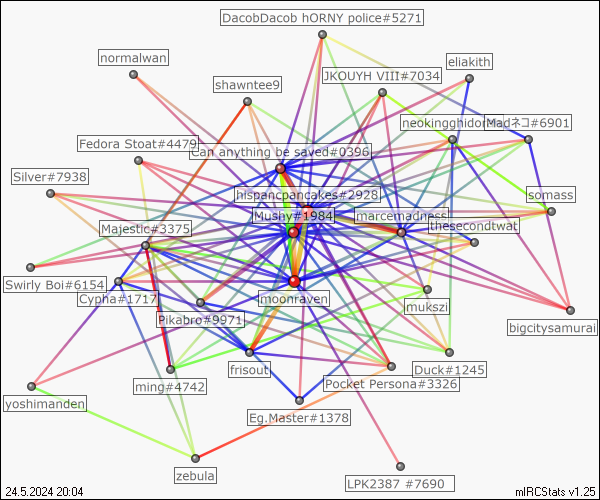 DacobDacob hORNY police#5271
normalwan
eliakith
JKOUYH VIII#7034
shawntee9
neokingghidor
Madネコ#6901
Fedora Stoat#4479
Can anything be saved#0396
Silver#7938
hispancpancakes#2928
somass
Musny#1984
marcemadness
thesecondtwat
Majestic#3375
Swirly Boi#6154
Cypha#1717
moonraven
mukszi
Pikabro#9971
bigcitysamurai
frisout
Duck#1245
ming#4742
Pocket Persona#3326
yoshimanden
Eg.Master#1378
zebula
LPK2387 #7690
24.5.2024 20:04
mIRCStats v1.25